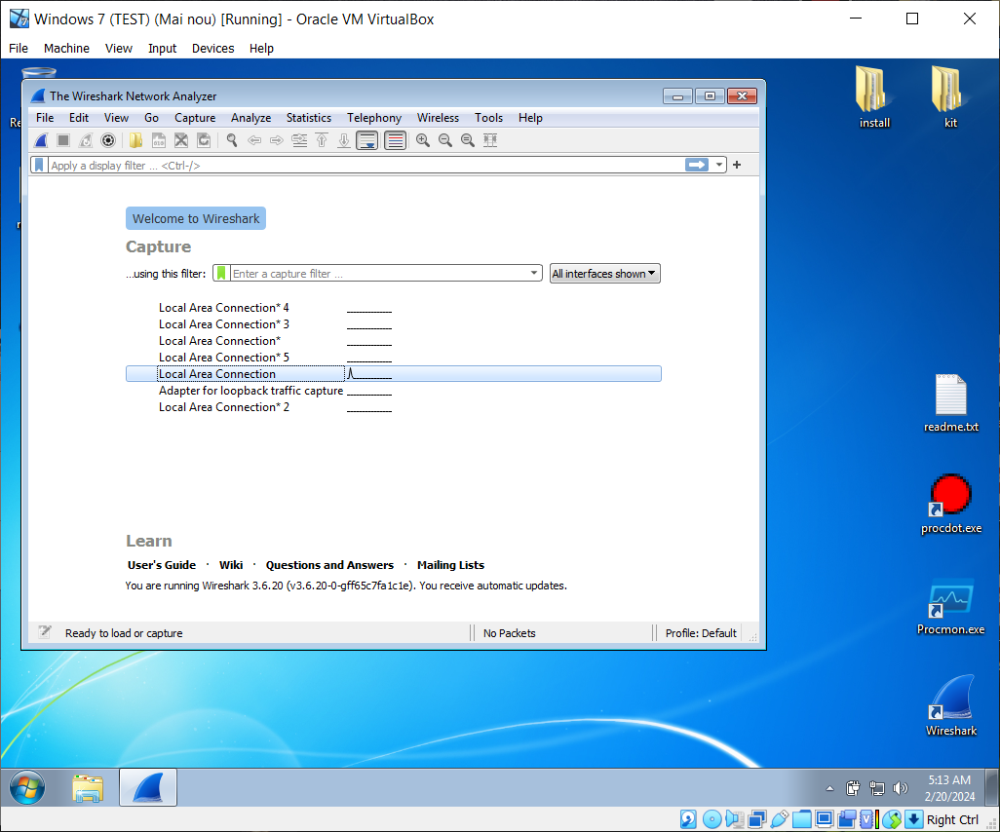 Windows 7 (TEST) (Mai nou) [Running] - Oracle VM VirtualBox
File Machine View Input Devices Help
The Wireshark Network Analyzer
File Edit View Go Capture Analyze Statistics Telephony Wireless Tools Help
Apply a display filter ... <Ctrl-/>
Welcome to Wireshark
Capture
...using this filter: Enter a capture filter ... All interfaces shown
Local Area Connection* 4
Local Area Connection* 3
Local Area Connection*
Local Area Connection* 5
Local Area Connection
Adapter for loopback traffic capture
Local Area Connection* 2
Learn
User's Guide · Wiki · Questions and Answers · Mailing Lists
You are running Wireshark 3.6.20 (v3.6.20-0-gff65c7fa1c1e). You receive automatic updates.
Ready to load or capture No Packets Profile: Default
install
kit
readme.txt
procdot.exe
Procmon.exe
Wireshark
5:13 AM
2/20/2024
Right Ctrl